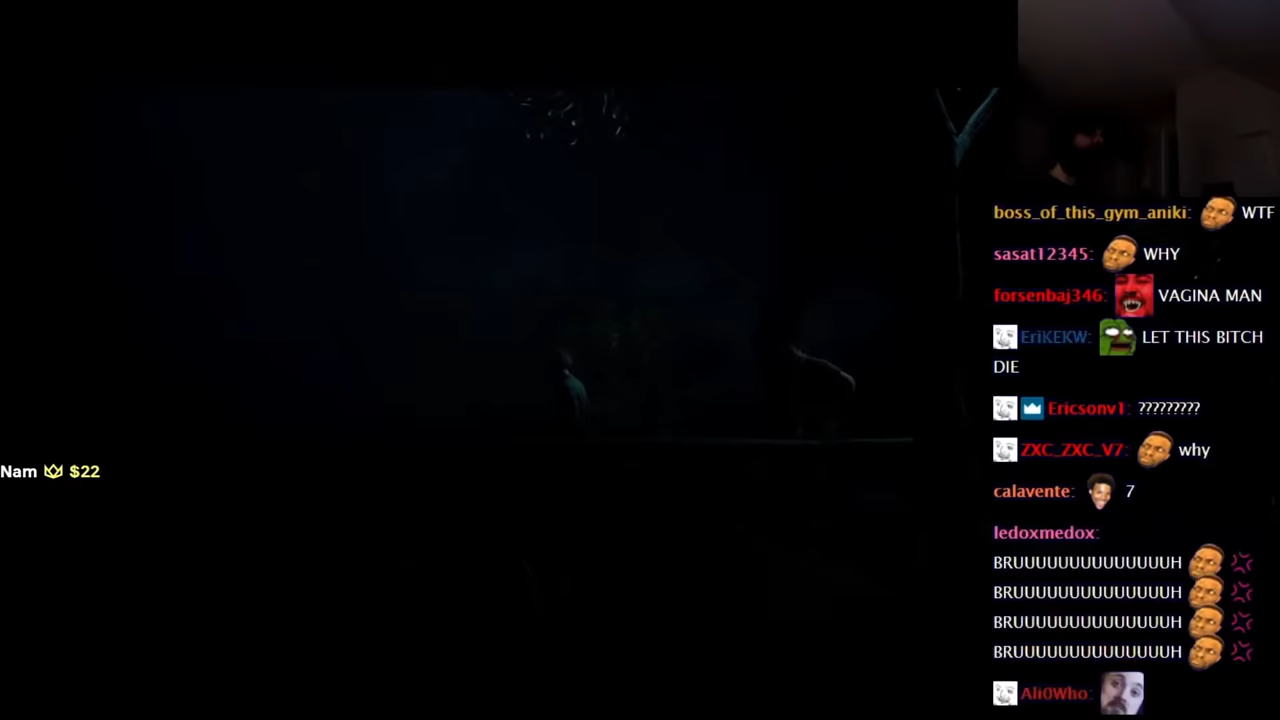 boss_of_this_gym_aniki: WTF
sasat12345: WHY
forsenbaj346: VAGINA MAN
EriKEKW: LET THIS BITCH
DIE
Ericsonv1: ?????????
Nam $22
ZXC_ZXC_V7: why
calavente: 7
ledoxmedox:
BRUUUUUUUUUUUUUUH
BRUUUUUUUUUUUUUUH
BRUUUUUUUUUUUUUUH
BRUUUUUUUUUUUUUUH
Ali0Who: